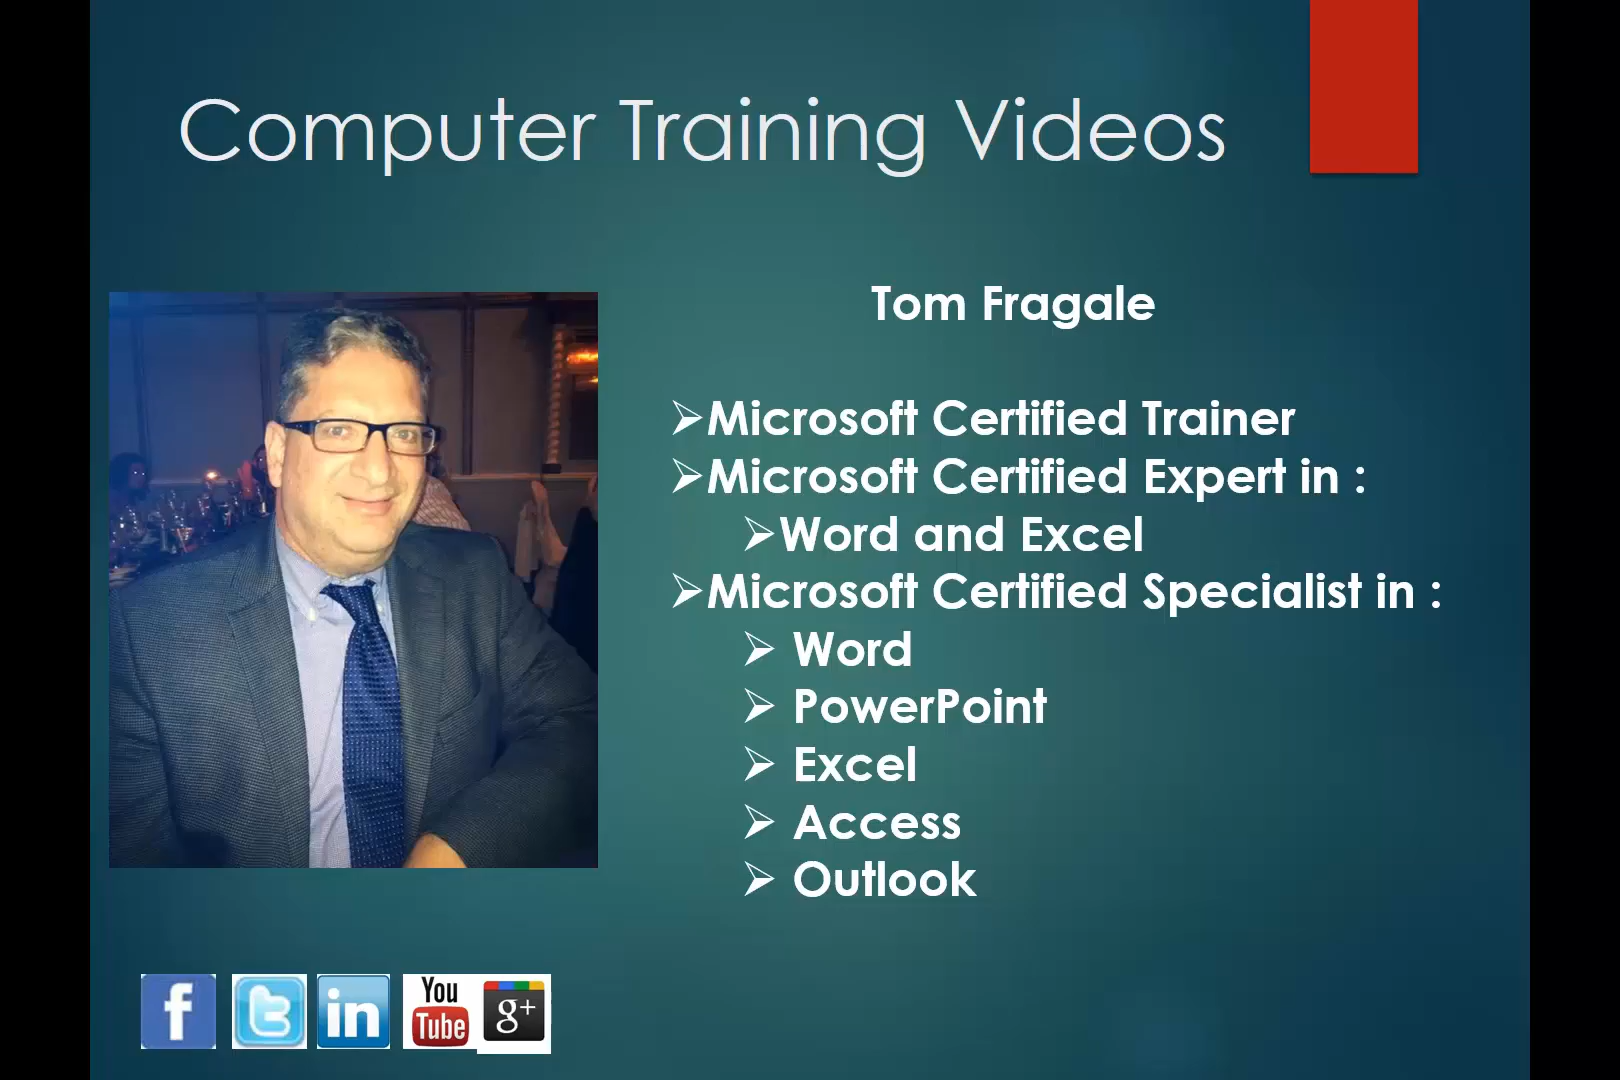 Computer Training Videos
Tom Fragale
➢Microsoft Certified Trainer
➢Microsoft Certified Expert in :
➢Word and Excel
➢Microsoft Certified Specialist in :
➢ Word
➢ PowerPoint
➢ Excel
➢ Access
➢ Outlook
f
t
in
You
Tube
g+